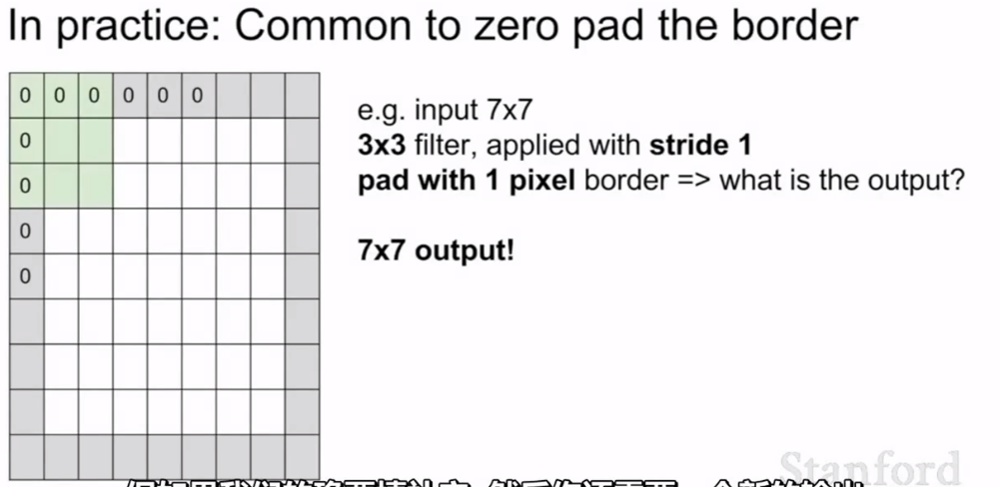 In practice: Common to zero pad the border
0 0 0 0 0 0
0
0
0
0
e.g. input 7x7
3x3 filter, applied with stride 1
pad with 1 pixel border => what is the output?
7x7 output!
Stanford